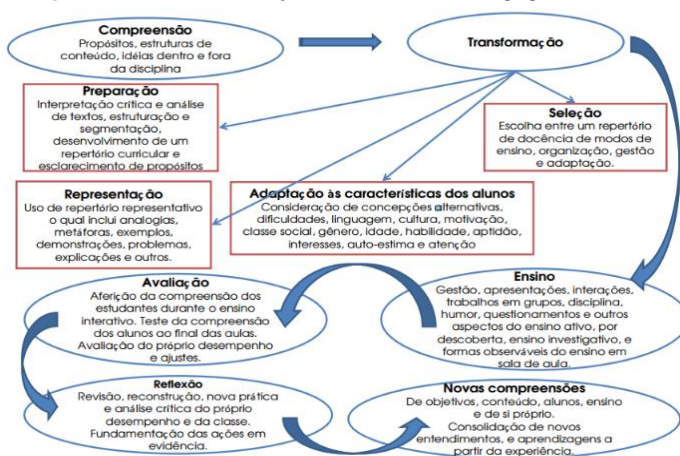 Compreensão
Propósitos, estruturas de
conteúdo, idéias dentro e fora
da disciplina
Transformação
Preparação
Interpretação crítica e análise
de textos, estruturação e
segmentação,
desenvolvimento de um
repertório curricular e
esclarecimento de propósitos
Seleção
Escolha entre um repertório
de docência de modos de
ensino, organização, gestão
e adaptação.
Representação
Uso de repertório representativo
o qual inclui analogias,
metáforas, exemplos,
demonstrações, problemas,
explicações e outros.
Adaptação às características dos alunos
Consideração de concepções alternativas,
dificuldades, linguagem, cultura, motivação,
classe social, gênero, idade, habilidade, aptidão,
interesses, auto-estima e atenção
Avaliação
Aferição da compreensão dos
estudantes durante o ensino
interativo. Teste da compreensão
dos alunos ao final das aulas.
Avaliação do próprio desempenho
e ajustes.
Ensino
Gestão, apresentações, interações,
trabalhos em grupos, disciplina,
humor, questionamentos e outros
aspectos do ensino ativo, por
descoberta, ensino investigativo, e
formas observáveis do ensino em
sala de aula.
Reflexão
Revisão, reconstrução, nova prática
e análise crítica do próprio
desempenho e da classe.
Fundamentação das ações em
evidência.
Novas compreensões
De objetivos, conteúdo, alunos, ensino
e de si próprio.
Consolidação de novos
entendimentos, e aprendizagens a
partir da experiência.